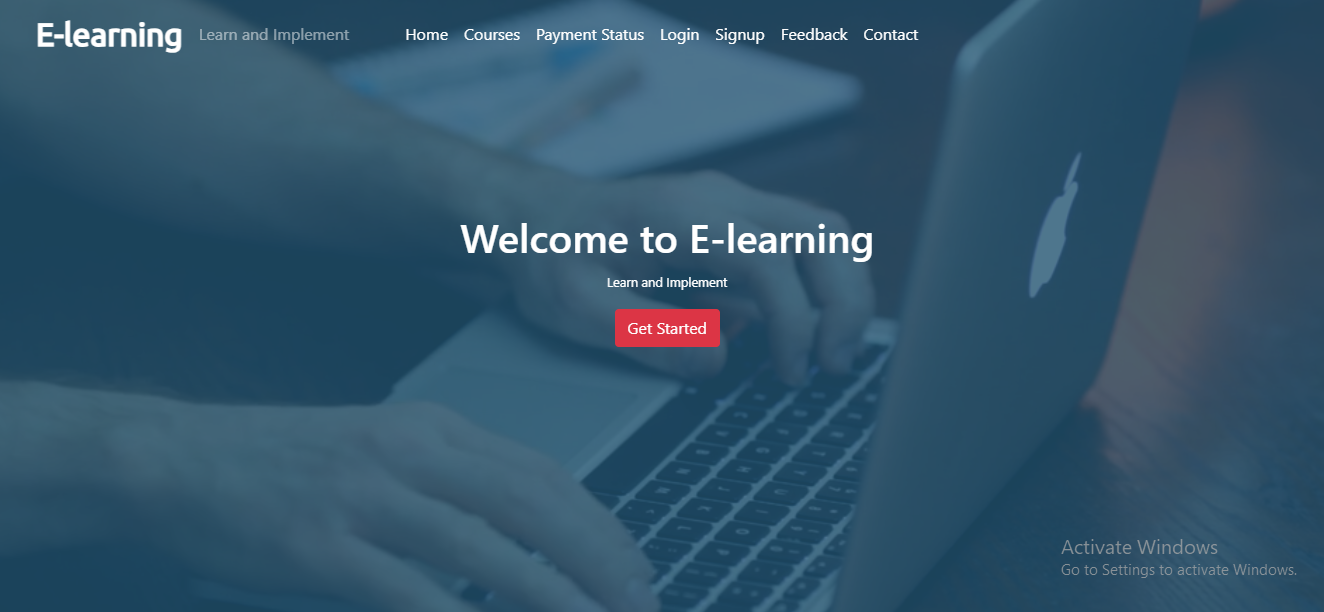 E-learning Learn and Implement Home Courses Payment Status Login Signup Feedback Contact
Welcome to E-learning
Learn and Implement
Get Started
Activate Windows
Go to Settings to activate Windows.